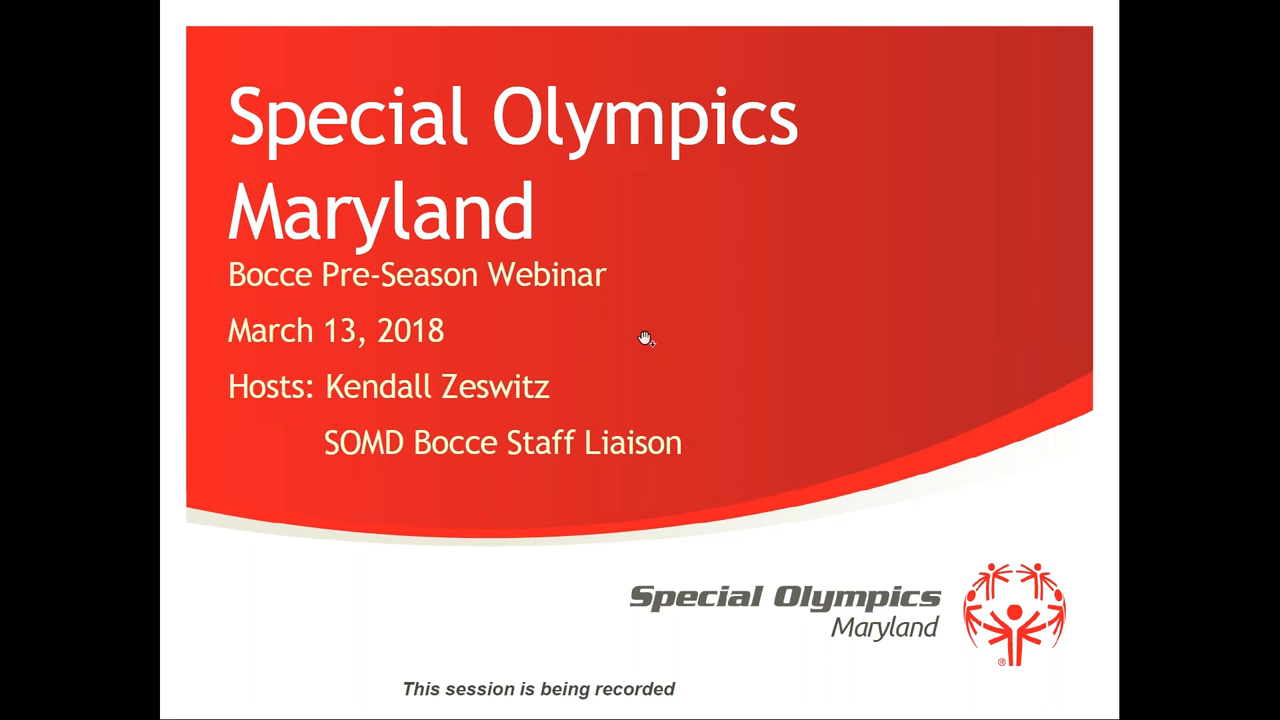 Special Olympics
Maryland
Bocce Pre-Season Webinar
March 13, 2018
Hosts: Kendall Zeswitz
SOMD Bocce Staff Liaison
Special Olympics
Maryland
®
This session is being recorded